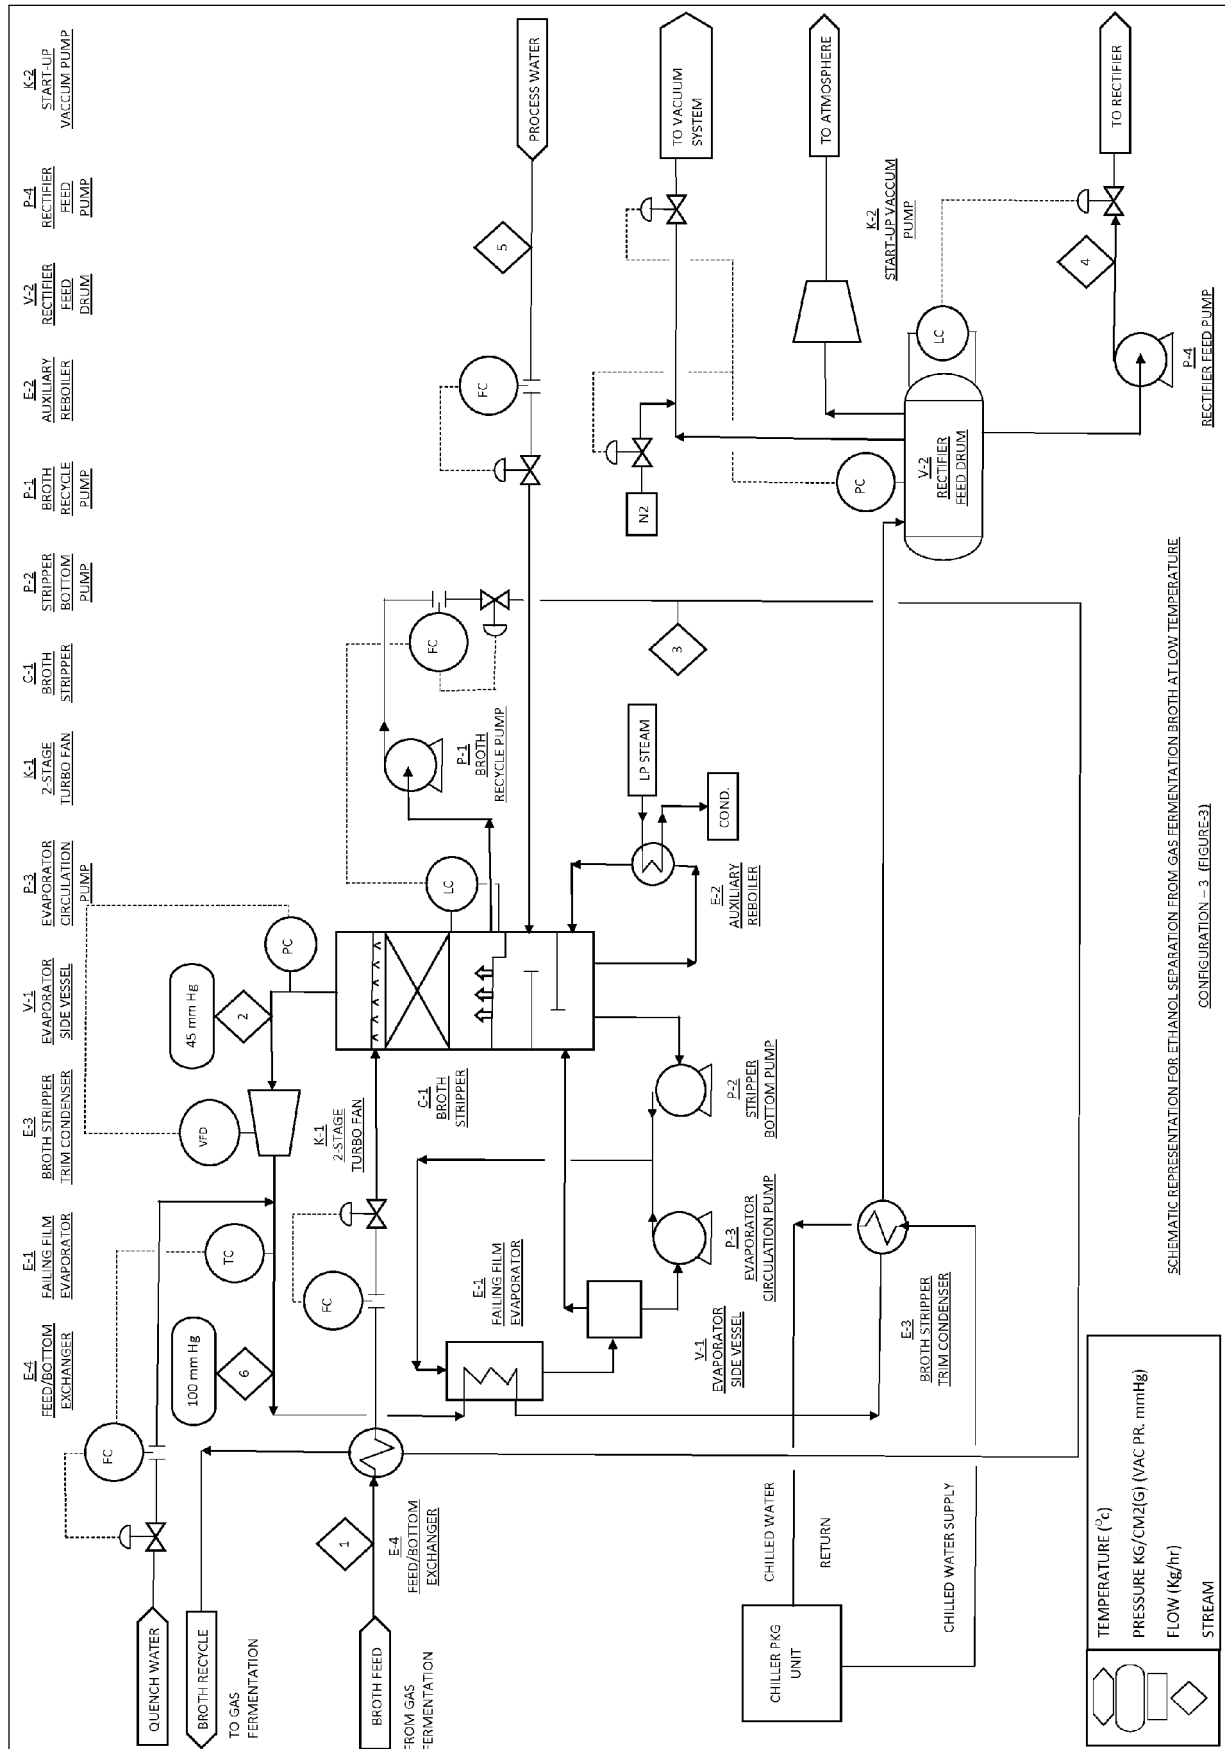 E-4
FEED/BOTTOM
EXCHANGER
E-1
FAILING FILM
EVAPORATOR
E-3
BROTH STRIPPER
TRIM CONDENSER
V-1
EVAPORATOR
SIDE VESSEL
P-3
EVAPORATOR
CIRCULATION
PUMP
K-1
2-STAGE
TURBO FAN
C-1
BROTH
STRIPPER
P-2
STRIPPER
BOTTOM
PUMP
P-1
BROTH
RECYCLE
PUMP
E-2
AUXILIARY
REBOILER
V-2
RECTIFIER
FEED
DRUM
P-4
RECTIFIER
FEED
PUMP
K-2
START-UP
VACCUM PUMP
QUENCH WATER
FC
TC
VFD
PC
100 mm Hg
6
45 mm Hg
2
BROTH RECYCLE
TO GAS
FERMENTATION
BROTH FEED
FROM GAS
FERMENTATION
1
E-4
FEED/BOTTOM
EXCHANGER
FC
K-1
2-STAGE
TURBO FAN
C-1
BROTH
STRIPPER
LC
P-1
BROTH
RECYCLE PUMP
FC
FC
5
PROCESS WATER
E-1
FAILING FILM
EVAPORATOR
V-1
EVAPORATOR
SIDE VESSEL
P-3
EVAPORATOR
CIRCULATION PUMP
P-2
STRIPPER
BOTTOM PUMP
E-2
AUXILIARY
REBOILER
LP STEAM
COND.
3
N2
TO VACUUM
SYSTEM
TO ATMOSPHERE
K-2
START-UP VACCUM
PUMP
PC
V-2
RECTIFIER
FEED DRUM
LC
4
TO RECTIFIER
P-4
RECTIFIER FEED PUMP
CHILLER PKG
UNIT
CHILLED WATER
RETURN
CHILLED WATER SUPPLY
E-3
BROTH STRIPPER
TRIM CONDENSER
TEMPERATURE (°c)
PRESSURE KG/CM2(G) (VAC PR. mmHg)
FLOW (Kg/hr)
STREAM
SCHEMATIC REPRESENTATION FOR ETHANOL SEPARATION FROM GAS FERMENTATION BROTH AT LOW TEMPERATURE
CONFIGURATION – 3 (FIGURE-3)